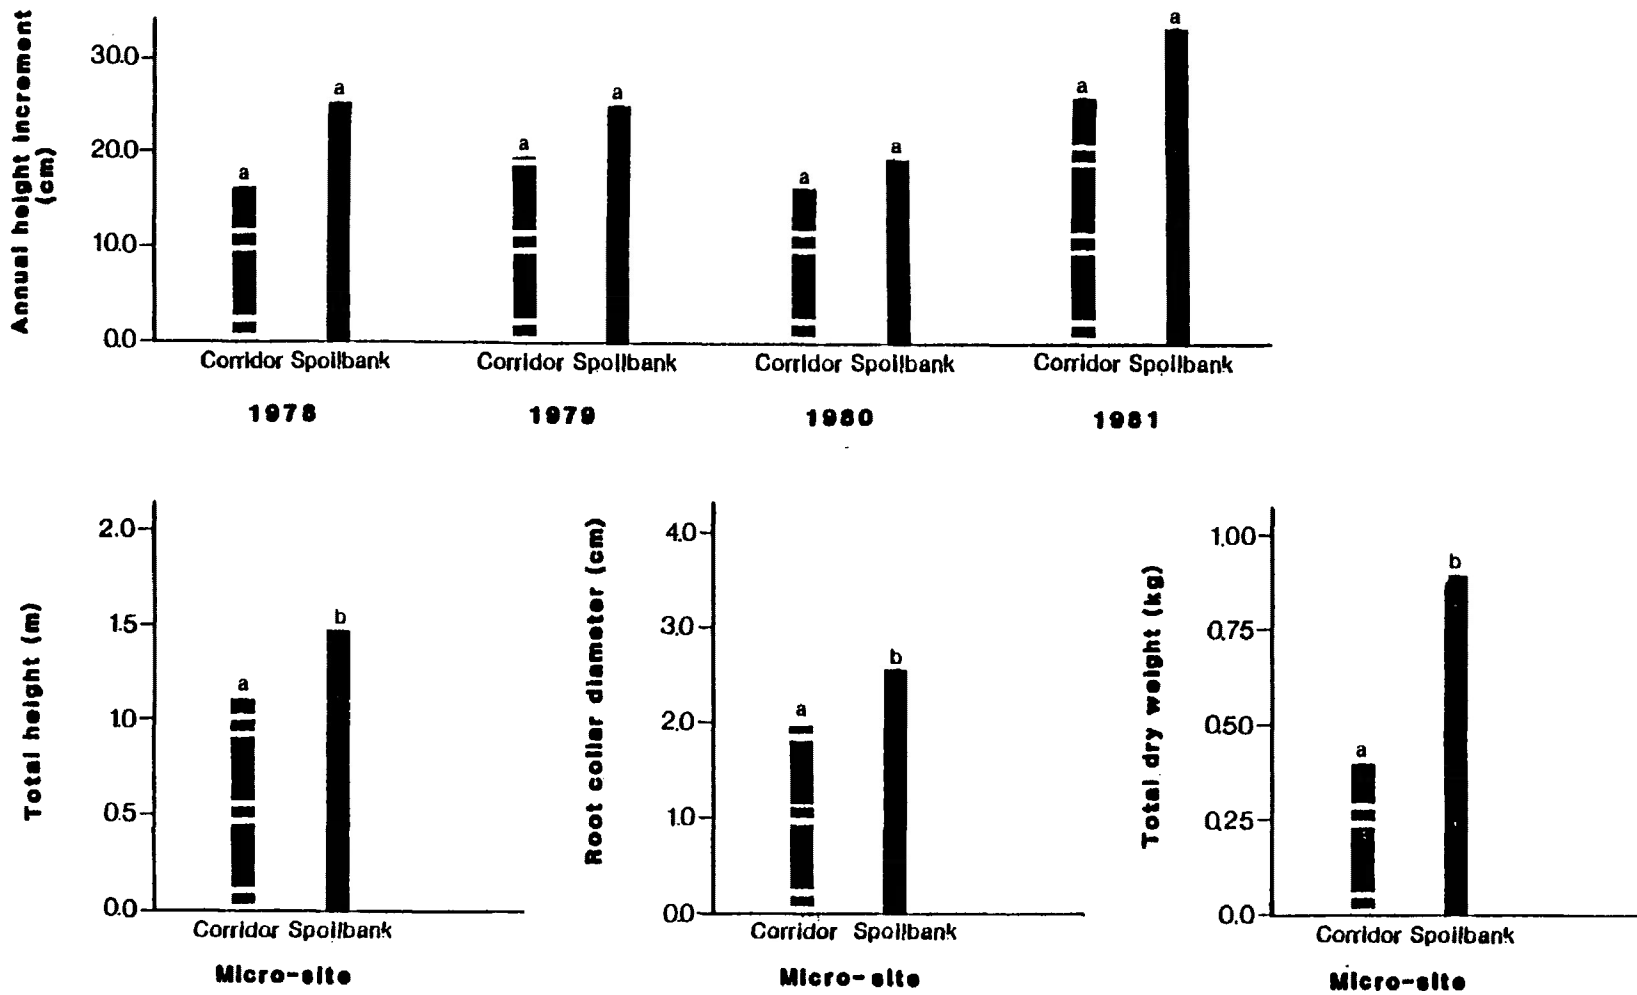 Annual height increment
(cm)
30.0
20.0
10.0
0.0
a
a
a
a
a
a
a
a
Corridor Spoilbank
Corridor Spoilbank
Corridor Spoilbank
Corridor Spoilbank
1978
1979
1980
1981
Total height (m)
2.0
1.5
1.0
0.5
0.0
a
b
Corridor Spoilbank
Micro-site
Root collar diameter (cm)
4.0
3.0
2.0
1.0
0.0
a
b
Corridor Spoilbank
Micro-site
Total dry weight (kg)
1.00
0.75
0.50
0.25
0.0
a
b
Corridor Spoilbank
Micro-site